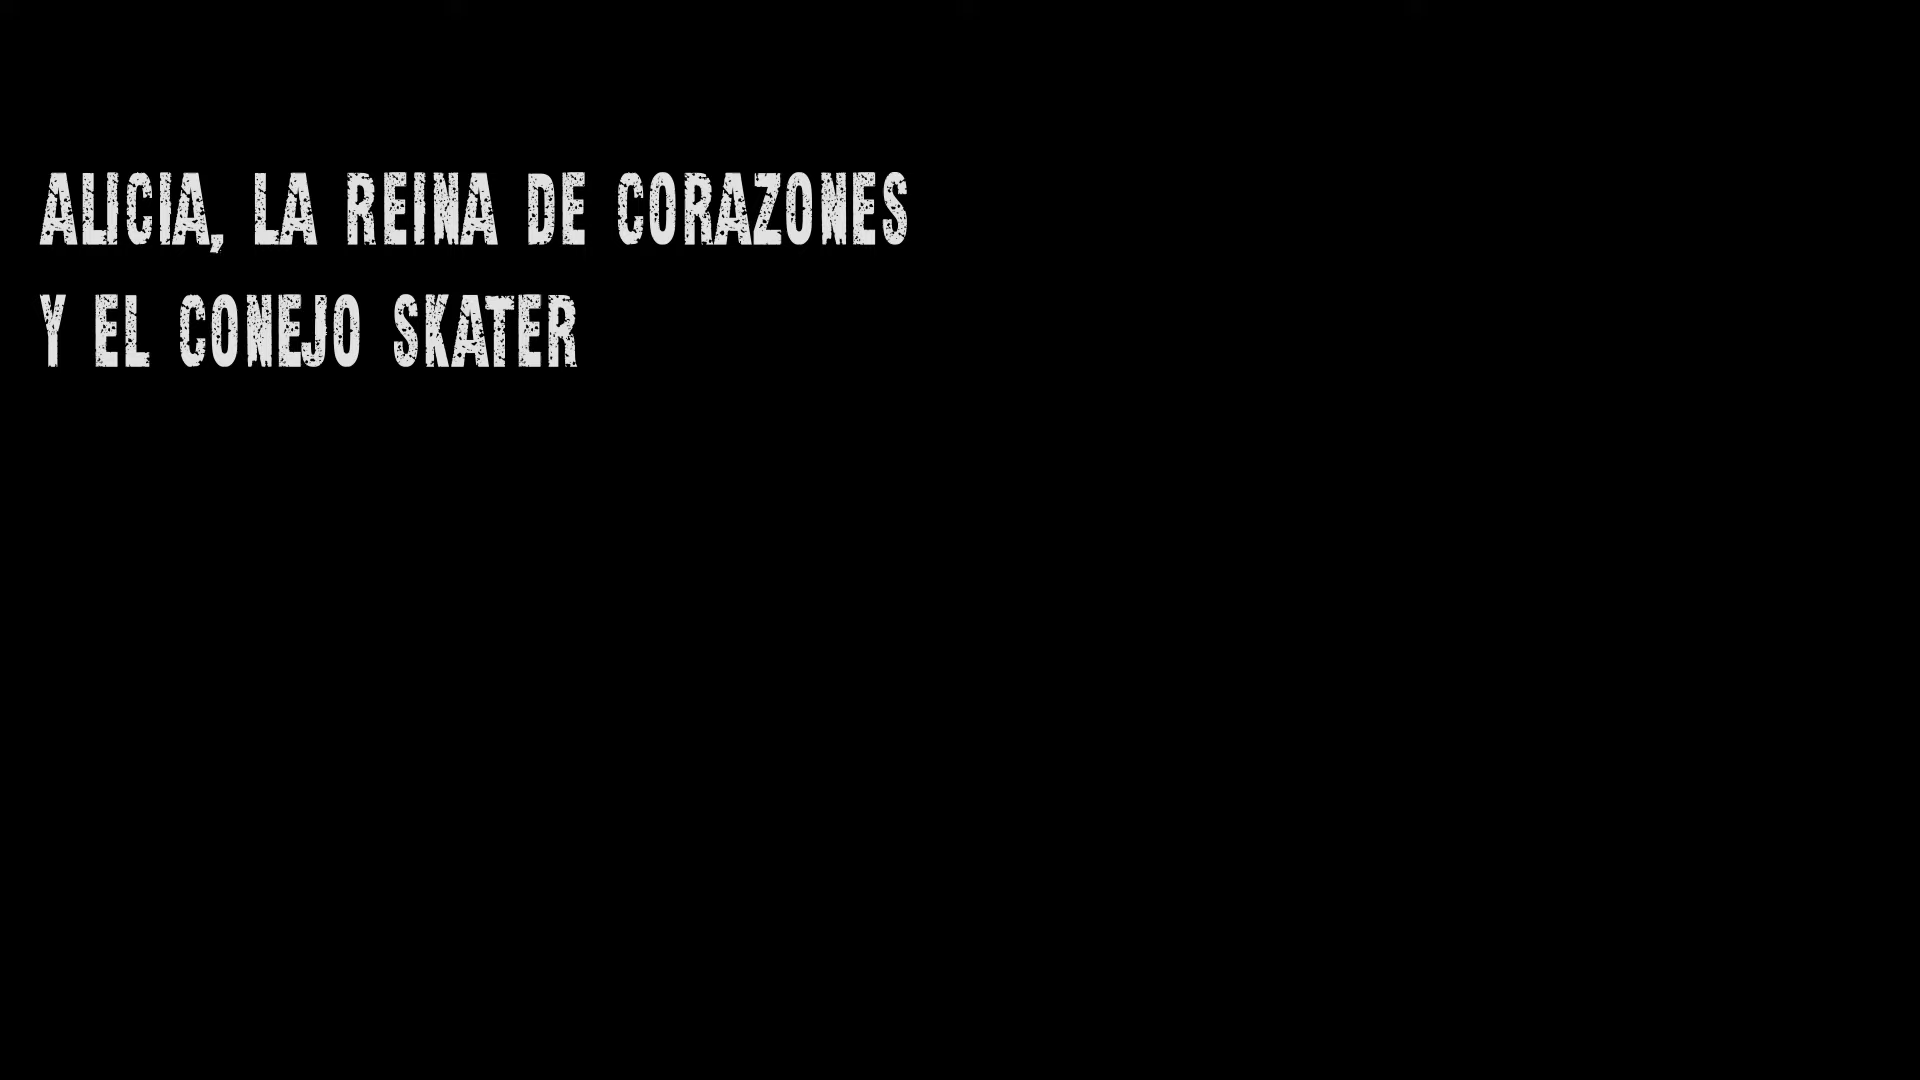 ALICIA, LA REINA DE CORAZONES
Y EL CONEJO SKATER